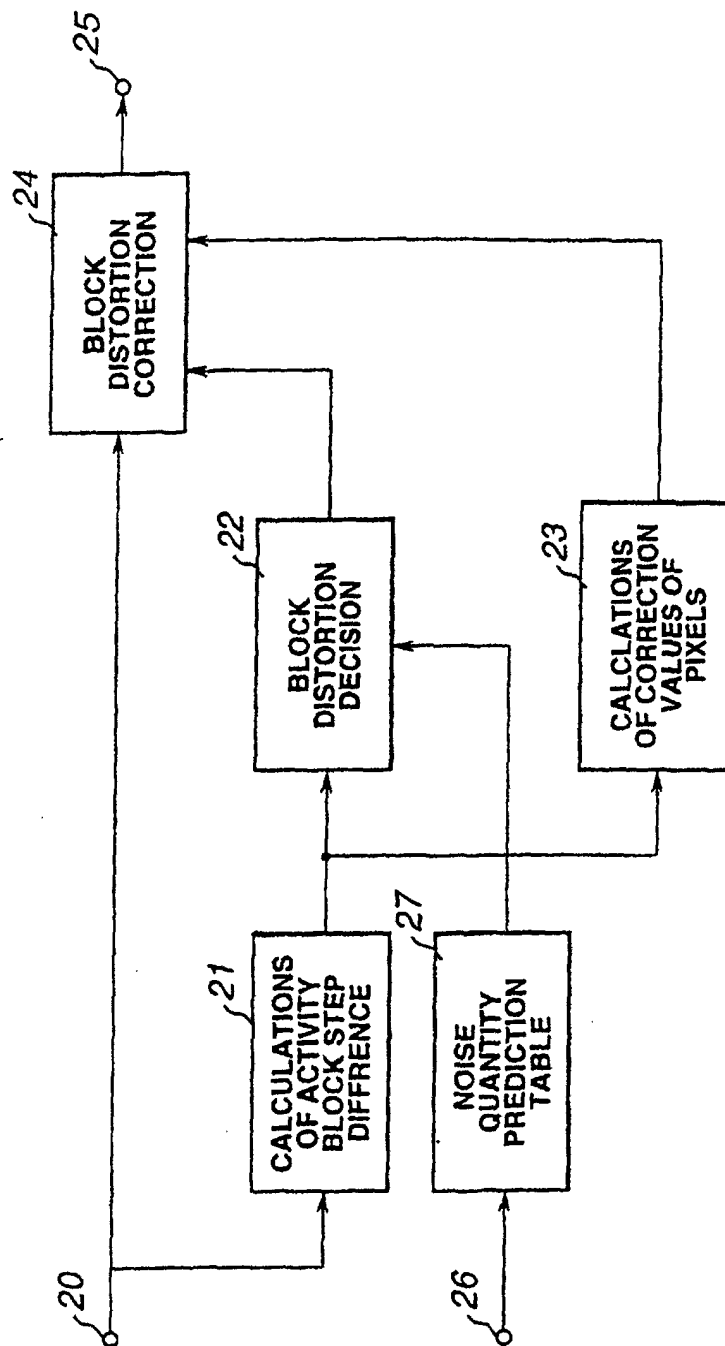 20
21
CALCULATIONS
OF ACTIVITY
BLOCK STEP
DIFFRENCE
22
BLOCK
DISTORTION
DECISION
24
BLOCK
DISTORTION
CORRECTION
25
26
27
NOISE
QUANTITY
PREDICTION
TABLE
23
CALCLATIONS
OF CORRECTION
VALUES OF
PIXELS